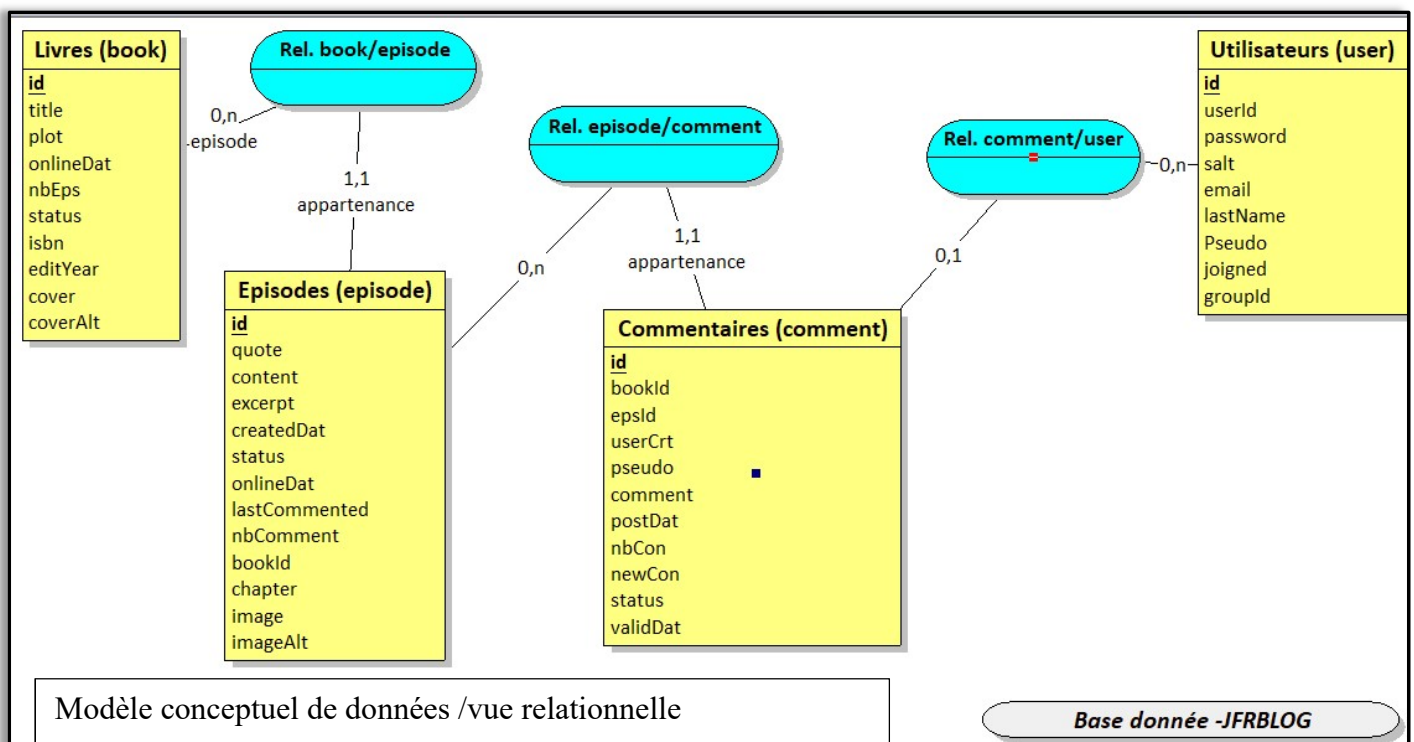 Livres (book)
id
title
plot
onlineDat
nbEps
status
isbn
editYear
cover
coverAlt
Rel. book/episode
0,n
episode
1,1
appartenance
Episodes (episode)
id
quote
content
excerpt
createdDat
status
onlineDat
lastCommented
nbComment
bookId
chapter
image
imageAlt
Rel. episode/comment
0,n
1,1
appartenance
Commentaires (comment)
id
bookId
epsId
userCrt
pseudo
comment
postDat
nbCon
newCon
status
validDat
Rel. comment/user
0,1
0,n
Utilisateurs (user)
id
userId
password
salt
email
lastName
Pseudo
joigned
groupId
Modèle conceptuel de données /vue relationnelle
Base donnée -JFRBLOG